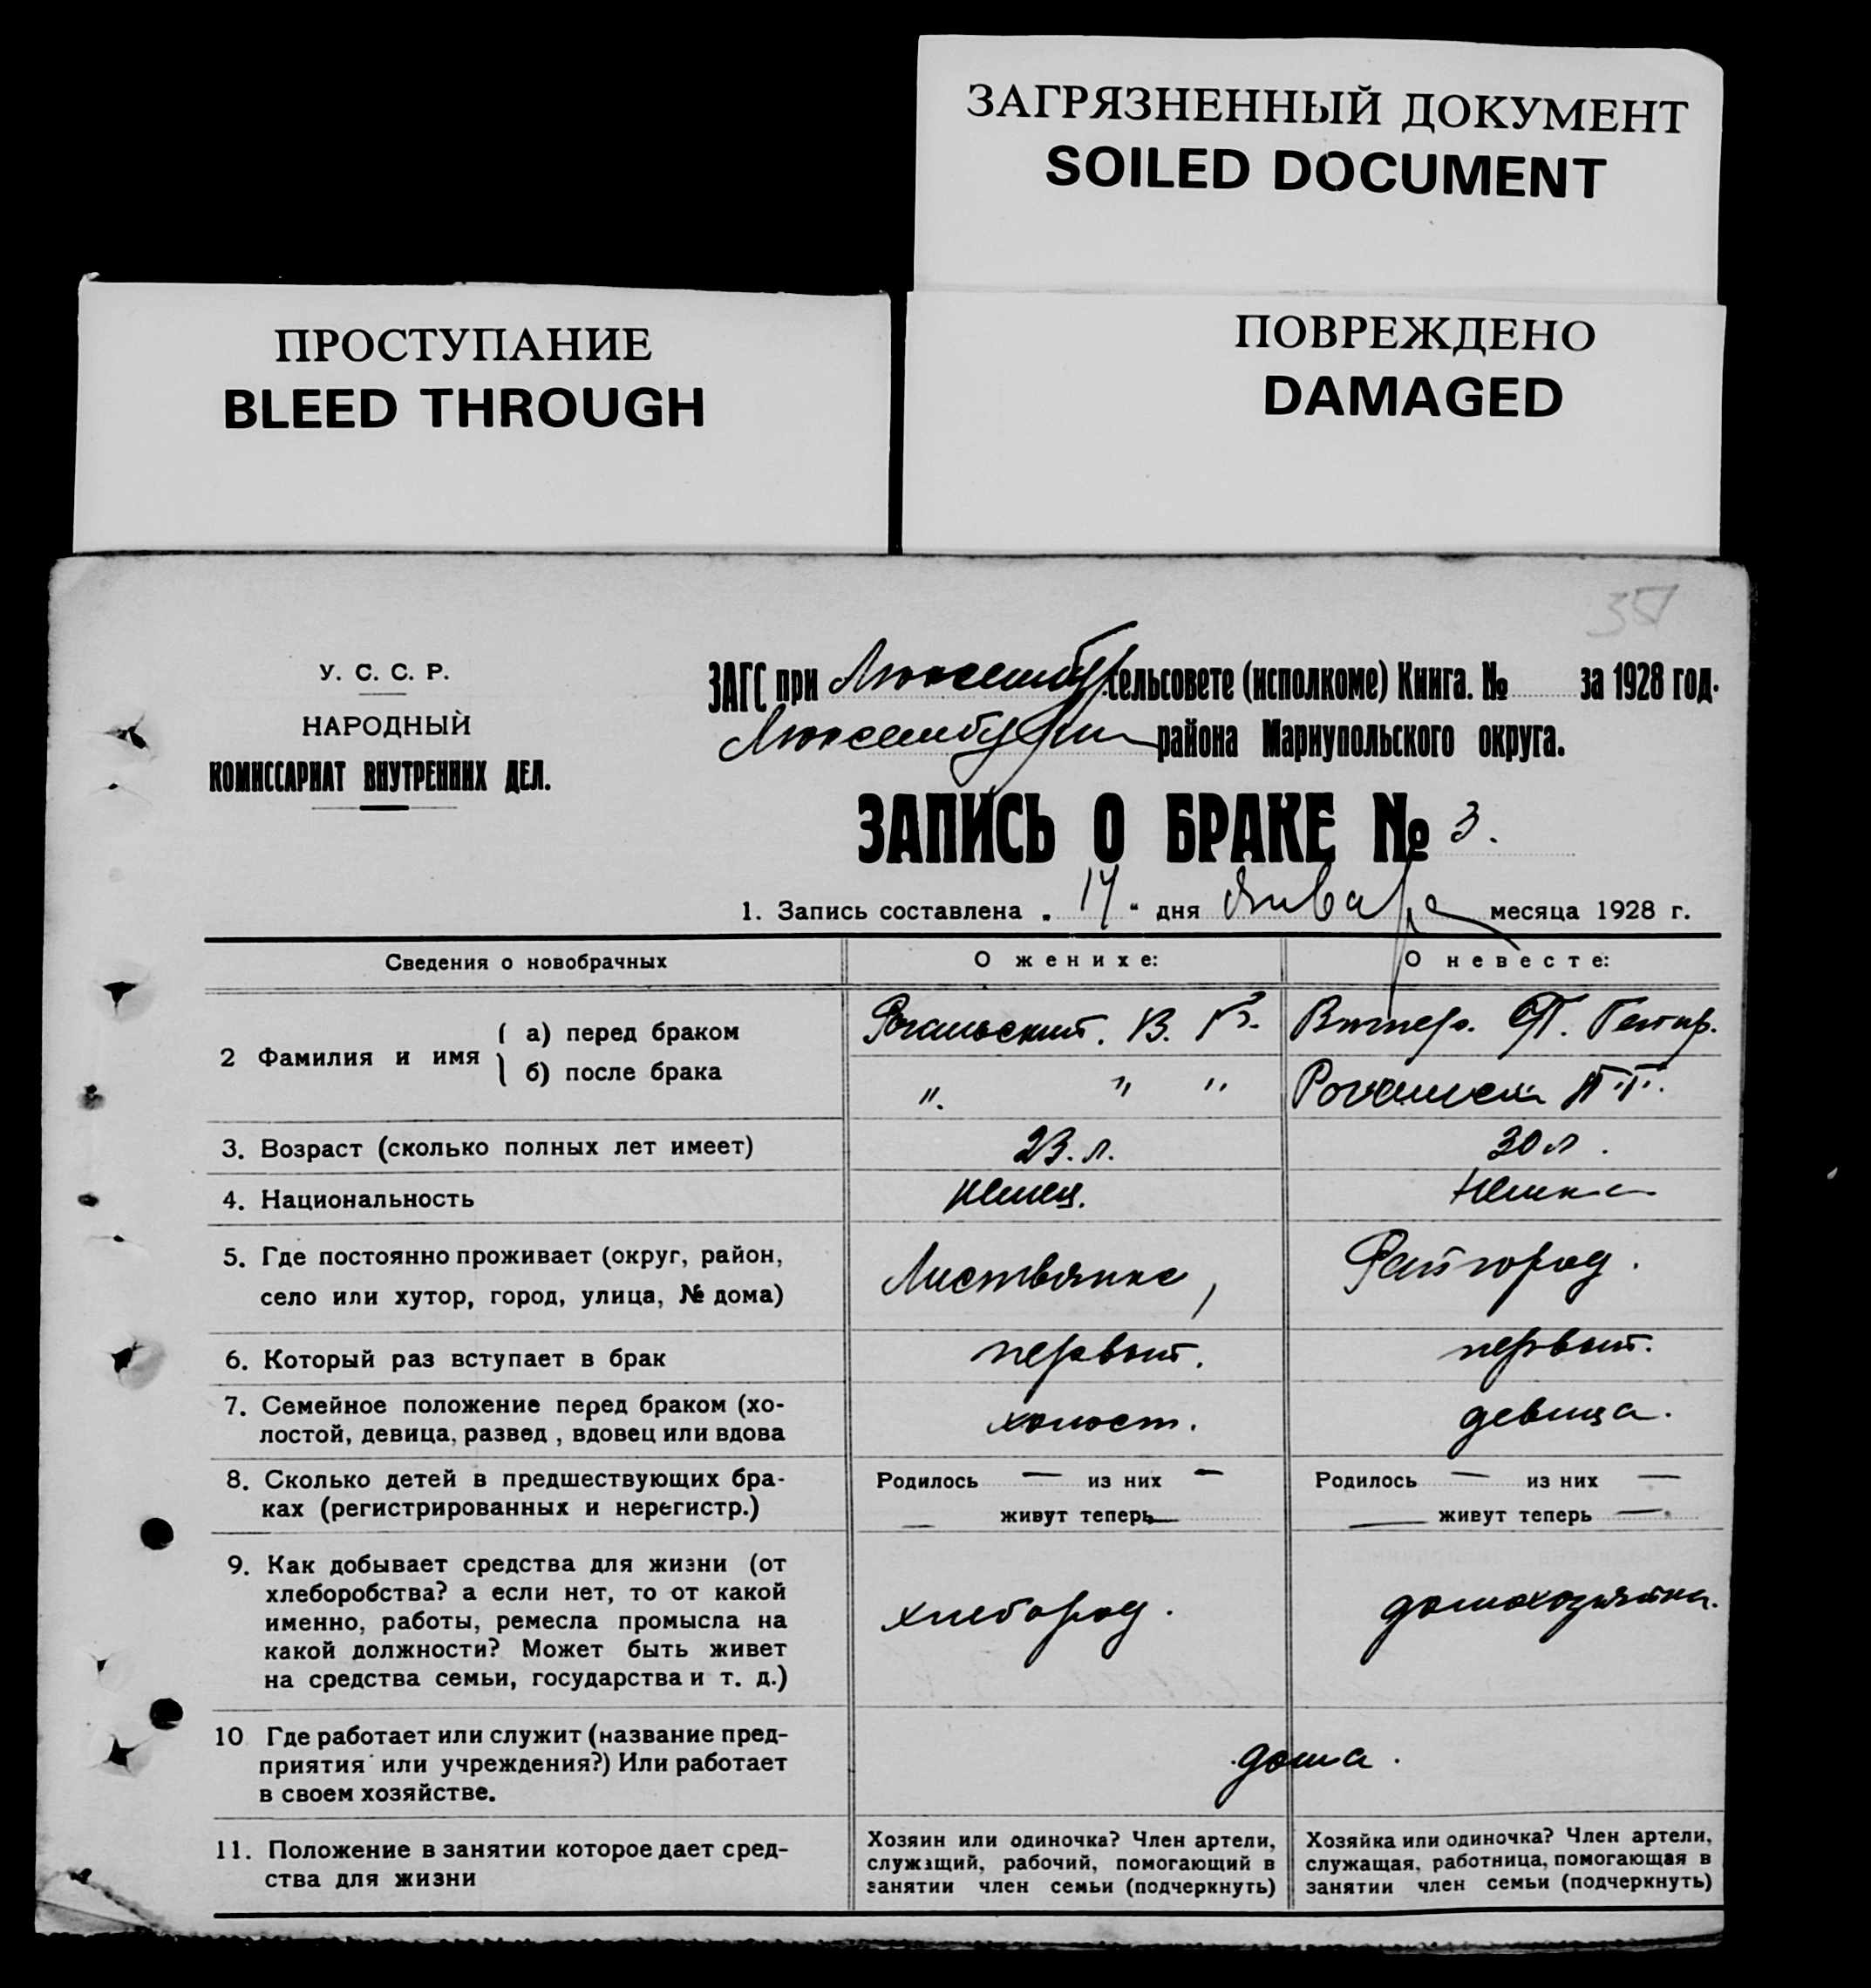 ЗАГРЯЗНЕННЫЙ ДОКУМЕНТ
SOILED DOCUMENT
ПРОСТУПАНИЕ
BLEED THROUGH
ПОВРЕЖДЕНО
DAMAGED
35
У. С. С. Р.
НАРОДНЫЙ
КОМИССАРИАТ ВНУТРЕННИХ ДЕЛ.
ЗАГС при Люксембур. сельсовете (исполкоме) Книга. № за 1928 год.
Люксембург района Мариупольского округа.
ЗАПИСЬ О БРАКЕ № 3.
1. Запись составлена „ 17 “ дня Января месяца 1928 г.
Сведения о новобрачных
О женихе:
О невесте:
2 Фамилия и имя
а) перед браком
В.
б) после брака
" " "
3. Возраст (сколько полных лет имеет)
23. л.
30 л.
4. Национальность
немец.
Немка
5. Где постоянно проживает (округ, район,
село или хутор, город, улица, № дома)
Листвянка,
Райгород.
6. Который раз вступает в брак
первый.
первый.
7. Семейное положение перед браком (хо-
лостой, девица, развед , вдовец или вдова
холост.
девица.
8. Сколько детей в предшествующих бра-
ках (регистрированных и нерегистр.)
Родилось — из них —
— живут теперь —
Родилось — из них —
— живут теперь —
9. Как добывает средства для жизни (от
хлеборобства? а если нет, то от какой
именно, работы, ремесла промысла на
какой должности? Может быть живет
на средства семьи, государства и т. д.)
хлебород.
домохозяйка.
10 Где работает или служит (название пред-
приятия или учреждения?) Или работает
в своем хозяйстве.
дома.
11. Положение в занятии которое дает сред-
ства для жизни
Хозяин или одиночка? Член артели,
служащий, рабочий, помогающий в
занятии член семьи (подчеркнуть)
Хозяйка или одиночка? Член артели,
служащая, работница, помогающая в
занятии член семьи (подчеркнуть)